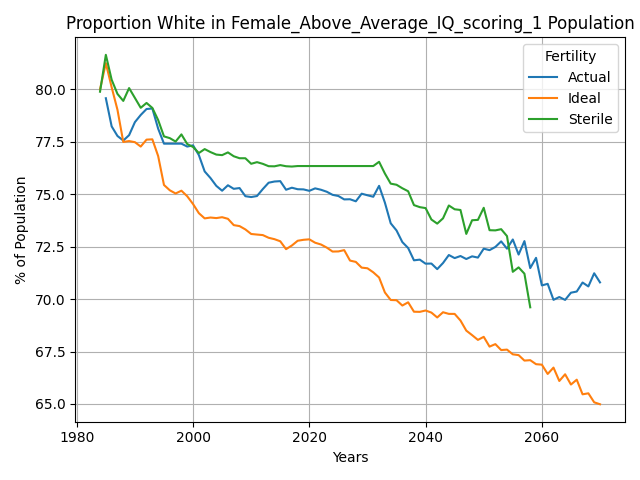 Proportion White in Female_Above_Average_IQ_scoring_1 Population
Fertility
Actual
Ideal
Sterile
80.0
77.5
75.0
72.5
70.0
67.5
65.0
% of Population
1980
2000
2020
2040
2060
Years